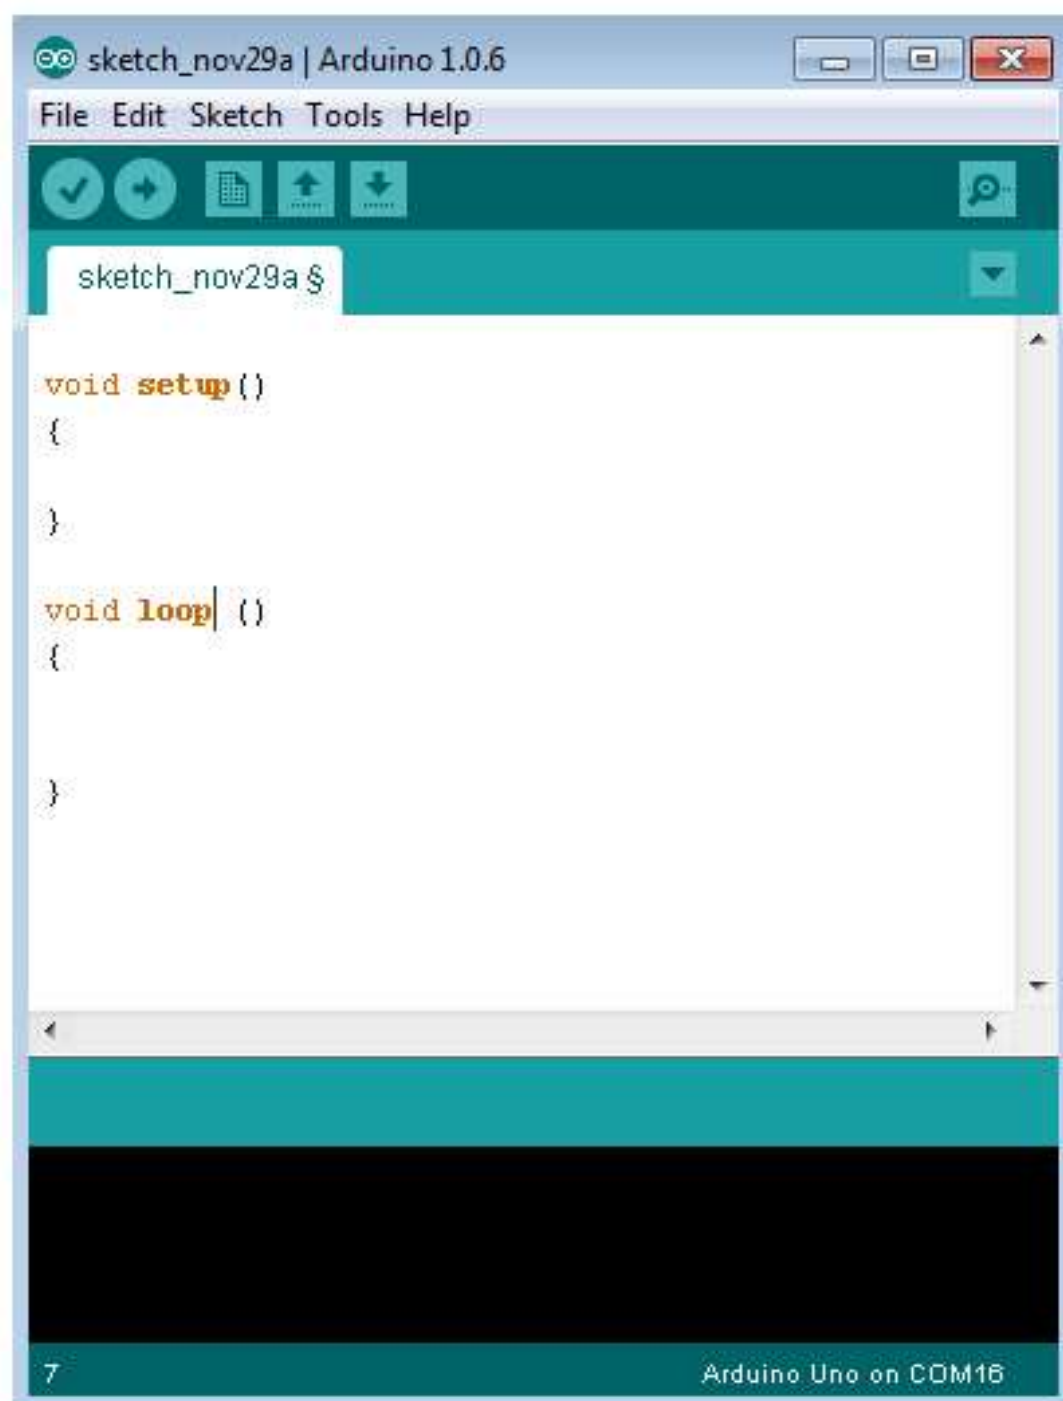 sketch_nov29a | Arduino 1.0.6
File Edit Sketch Tools Help
sketch_nov29a §
void setup()
{
}
void loop ()
{
}
7 Arduino Uno on COM16